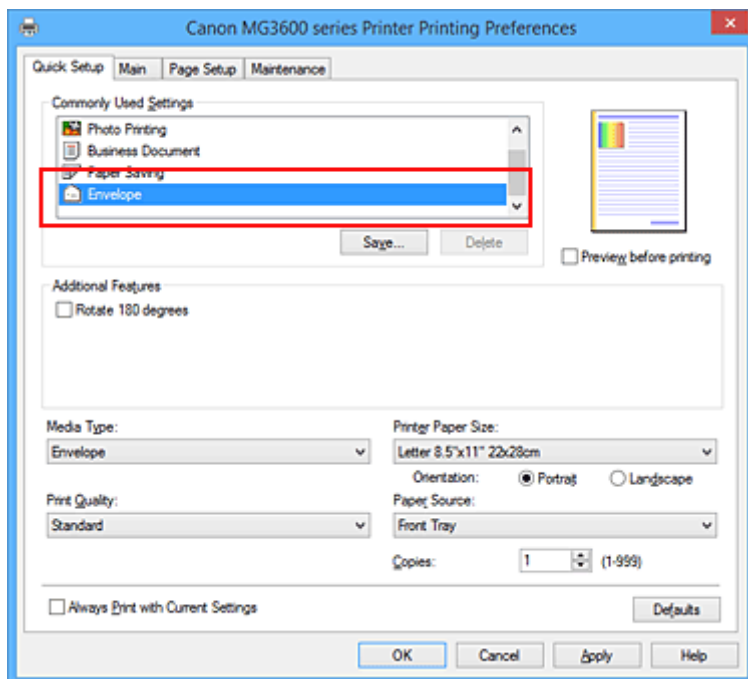 Canon MG3600 series Printer Printing Preferences
Quick Setup Main Page Setup Maintenance
Commonly Used Settings
Photo Printing
Business Document
Paper Saving
Envelope
Save... Delete
Preview before printing
Additional Features
Rotate 180 degrees
Media Type:
Envelope
Printer Paper Size:
Letter 8.5"x11" 22x28cm
Orientation: Portrait Landscape
Print Quality:
Standard
Paper Source:
Front Tray
Copies: 1 (1-999)
Always Print with Current Settings
Defaults
OK Cancel Apply Help